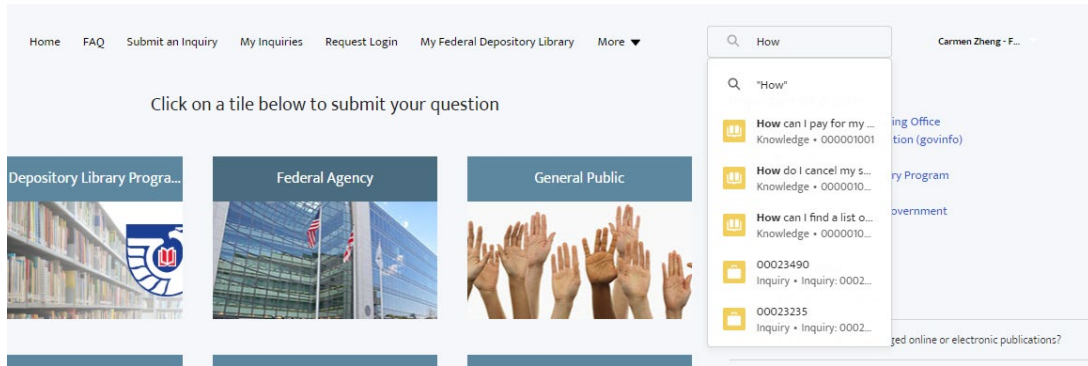 Home FAQ Submit an Inquiry My Inquiries Request Login My Federal Depository Library More
How
Carmen Zheng - F...
Click on a tile below to submit your question
Depository Library Progra...
Federal Agency
General Public
"How"
How can I pay for my ...
Knowledge • 000001001
How do I cancel my s...
Knowledge • 0000010...
How can I find a list o...
Knowledge • 0000010...
00023490
Inquiry • Inquiry: 0002...
00023235
Inquiry • Inquiry: 0002...
ing Office
tion (govinfo)
ry Program
overnment
ged online or electronic publications?